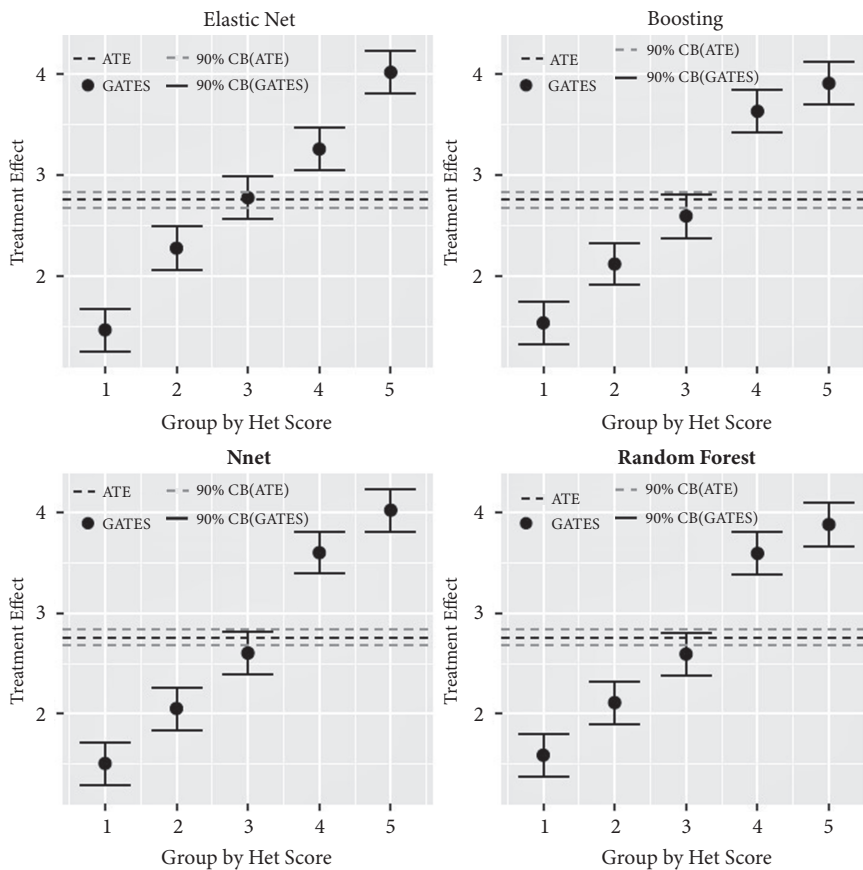 Elastic Net
ATE
90% CB(ATE)
GATES
90% CB(GATES)
Treatment Effect
4
3
2
1 2 3 4 5
Group by Het Score
Boosting
ATE
90% CB(ATE)
GATES
90% CB(GATES)
Treatment Effect
4
3
2
1 2 3 4 5
Group by Het Score
Nnet
ATE
90% CB(ATE)
GATES
90% CB(GATES)
Treatment Effect
4
3
2
1 2 3 4 5
Group by Het Score
Random Forest
ATE
90% CB(ATE)
GATES
90% CB(GATES)
Treatment Effect
4
3
2
1 2 3 4 5
Group by Het Score